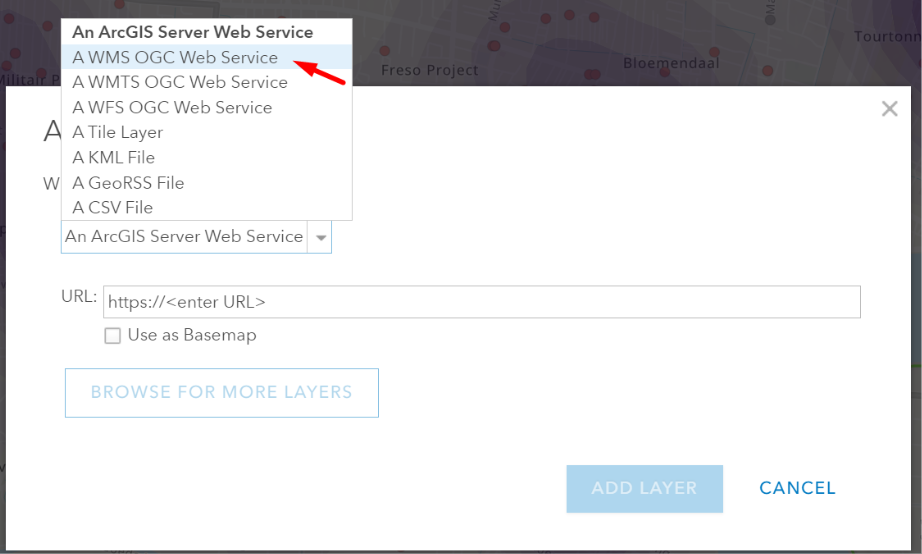 An ArcGIS Server Web Service
A WMS OGC Web Service
A WMTS OGC Web Service
A WFS OGC Web Service
A Tile Layer
A KML File
A GeoRSS File
A CSV File
Freso Project
Bloemendaal
Tourtonn
Militair
A
W
An ArcGIS Server Web Service
URL:
https://<enter URL>
Use as Basemap
BROWSE FOR MORE LAYERS
ADD LAYER
CANCEL